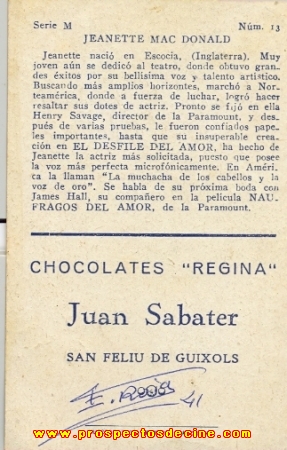 Serie M Núm. 13
JEANETTE MAC DONALD
Jeanette nació en Escocia, (Inglaterra). Muy
joven aún se dedicó al teatro, donde obtuvo gran-
des éxitos por su bellísima voz y talento artístico.
Buscando más amplios horizontes, marchó a Nor-
teamérica, donde a fuerza de luchar, logró hacer
resaltar sus dotes de actriz. Pronto se fijó en ella
Henry Savage, director de la Paramount, y des-
pués de varias pruebas, le fueron confiados pape-
les importantes, hasta que su insuperable crea-
ción en EL DESFILE DEL AMOR, ha hecho de
Jeanette la actriz más solicitada, puesto que posee
la voz más perfecta microfónicamente. En Améri-
ca la llaman "La muchacha de los cabellos y la
voz de oro". Se habla de su próxima boda con
James Hall, su compañero en la película NAU-
FRAGOS DEL AMOR, de la Paramount.
CHOCOLATES "REGINA"
Juan Sabater
SAN FELIU DE GUIXOLS
41
www.prospectosdecine.com